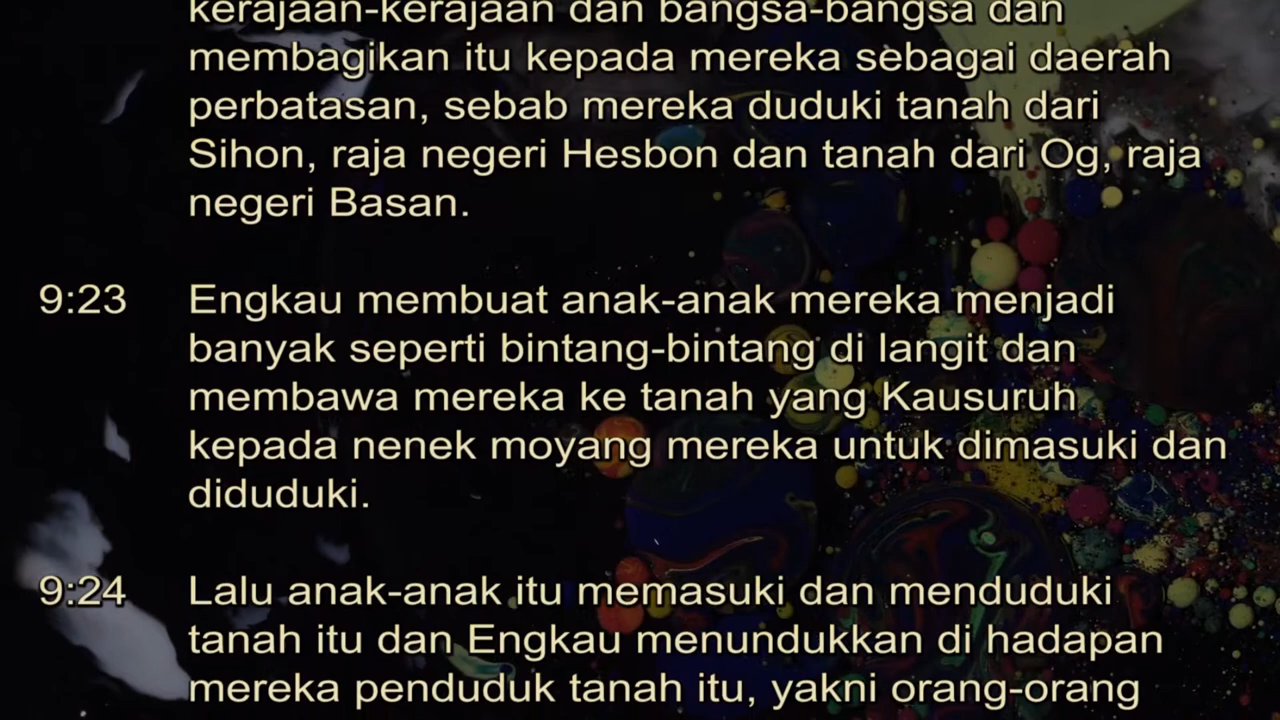 kerajaan-kerajaan dan bangsa-bangsa dan
membagikan itu kepada mereka sebagai daerah
perbatasan, sebab mereka duduki tanah dari
Sihon, raja negeri Hesbon dan tanah dari Og, raja
negeri Basan.
9:23 Engkau membuat anak-anak mereka menjadi
banyak seperti bintang-bintang di langit dan
membawa mereka ke tanah yang Kausuruh
kepada nenek moyang mereka untuk dimasuki dan
diduduki.
9:24 Lalu anak-anak itu memasuki dan menduduki
tanah itu dan Engkau menundukkan di hadapan
mereka penduduk tanah itu, yakni orang-orang